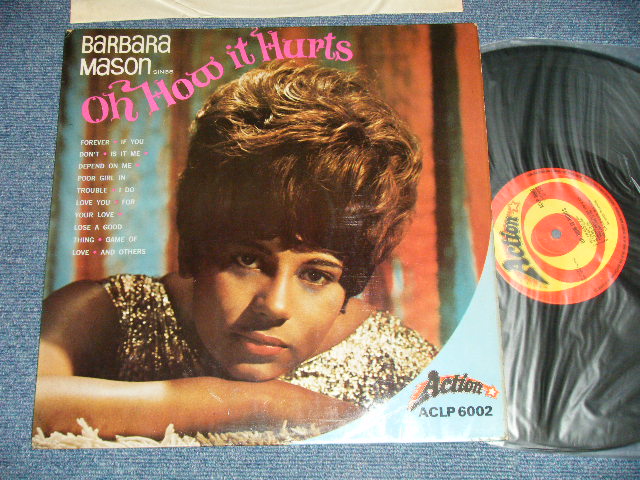 BARBARA
MASON SINGS
Oh How it Hurts
FOREVER • IF YOU
DON'T • IS IT ME •
DEPEND ON ME •
POOR GIRL IN
TROUBLE • I DO
LOVE YOU • FOR
YOUR LOVE
LOSE A GOOD
THING • GAME OF
LOVE • AND OTHERS
Action
ACLP 6002
Action